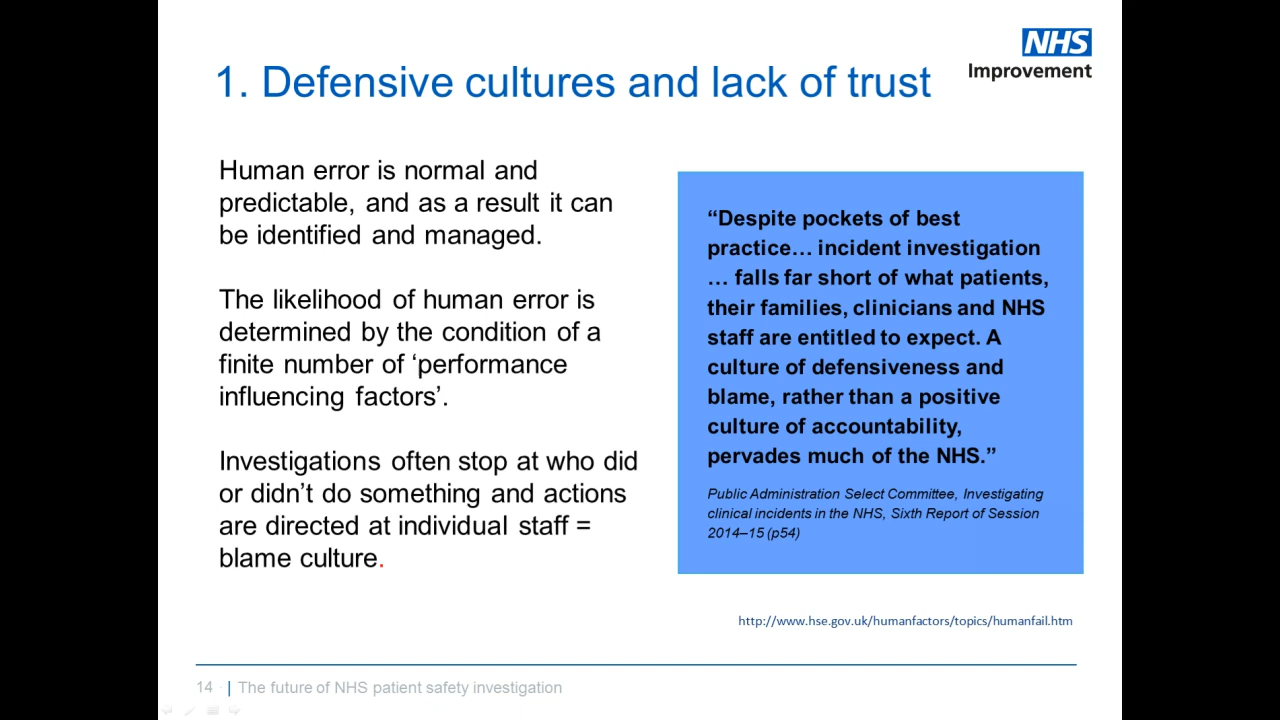 NHS
Improvement
1. Defensive cultures and lack of trust
Human error is normal and
predictable, and as a result it can
be identified and managed.
The likelihood of human error is
determined by the condition of a
finite number of ‘performance
influencing factors’.
Investigations often stop at who did
or didn’t do something and actions
are directed at individual staff =
blame culture.
“Despite pockets of best
practice… incident investigation
… falls far short of what patients,
their families, clinicians and NHS
staff are entitled to expect. A
culture of defensiveness and
blame, rather than a positive
culture of accountability,
pervades much of the NHS.”
Public Administration Select Committee, Investigating
clinical incidents in the NHS, Sixth Report of Session
2014–15 (p54)
http://www.hse.gov.uk/humanfactors/topics/humanfail.htm
14 | The future of NHS patient safety investigation